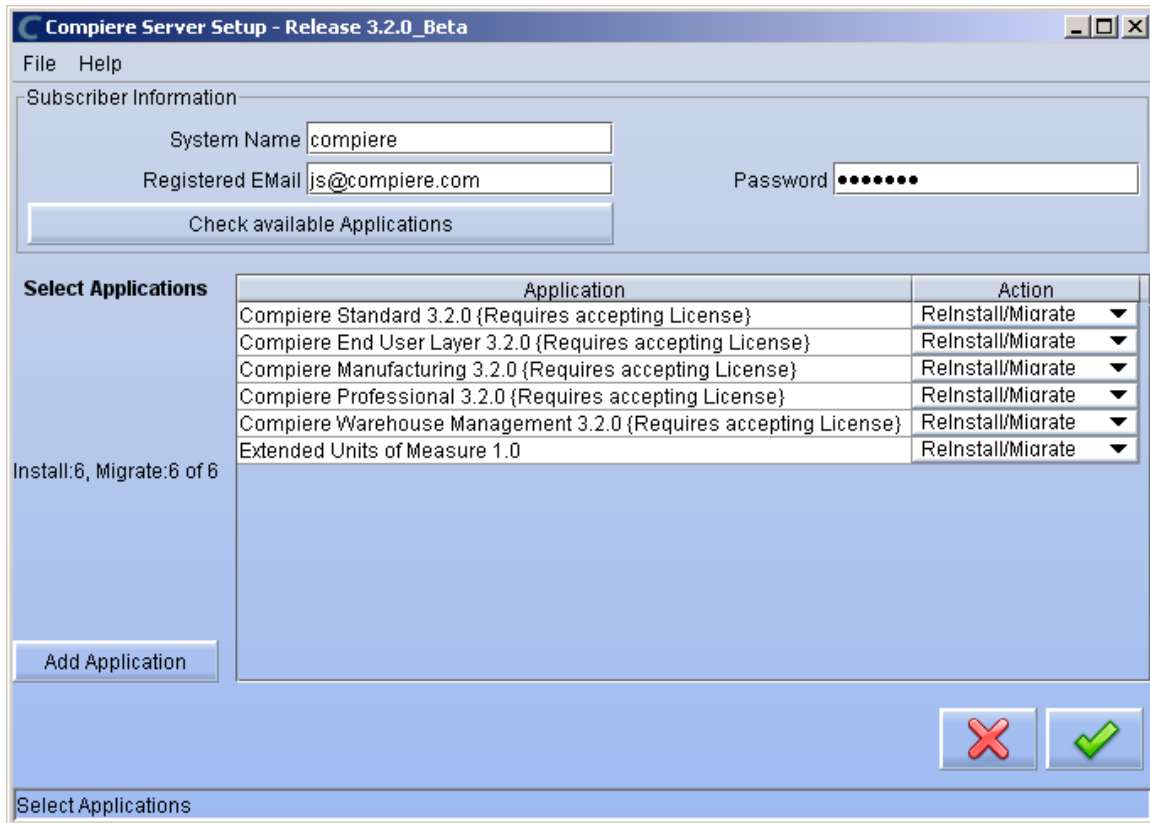 Compiere Server Setup - Release 3.2.0_Beta
File Help
Subscriber Information
System Name compiere
Registered EMail js@compiere.com Password ●●●●●●●
Check available Applications
Select Applications Application Action
Compiere Standard 3.2.0 {Requires accepting License} ReInstall/Migrate
Compiere End User Layer 3.2.0 {Requires accepting License} ReInstall/Migrate
Compiere Manufacturing 3.2.0 {Requires accepting License} ReInstall/Migrate
Compiere Professional 3.2.0 {Requires accepting License} ReInstall/Migrate
Compiere Warehouse Management 3.2.0 {Requires accepting License} ReInstall/Migrate
Extended Units of Measure 1.0 ReInstall/Migrate
Install:6, Migrate:6 of 6
Add Application
Select Applications